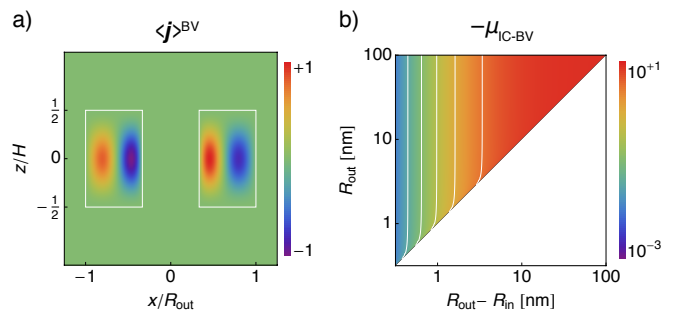 a)
⟨j⟩^BV
+1
−1
1/2
0
−1/2
z/H
−1
0
1
x/R_out
b)
−μ_IC-BV
100
10
1
R_out [nm]
1
10
100
R_out− R_in [nm]
10^+1
10^−3